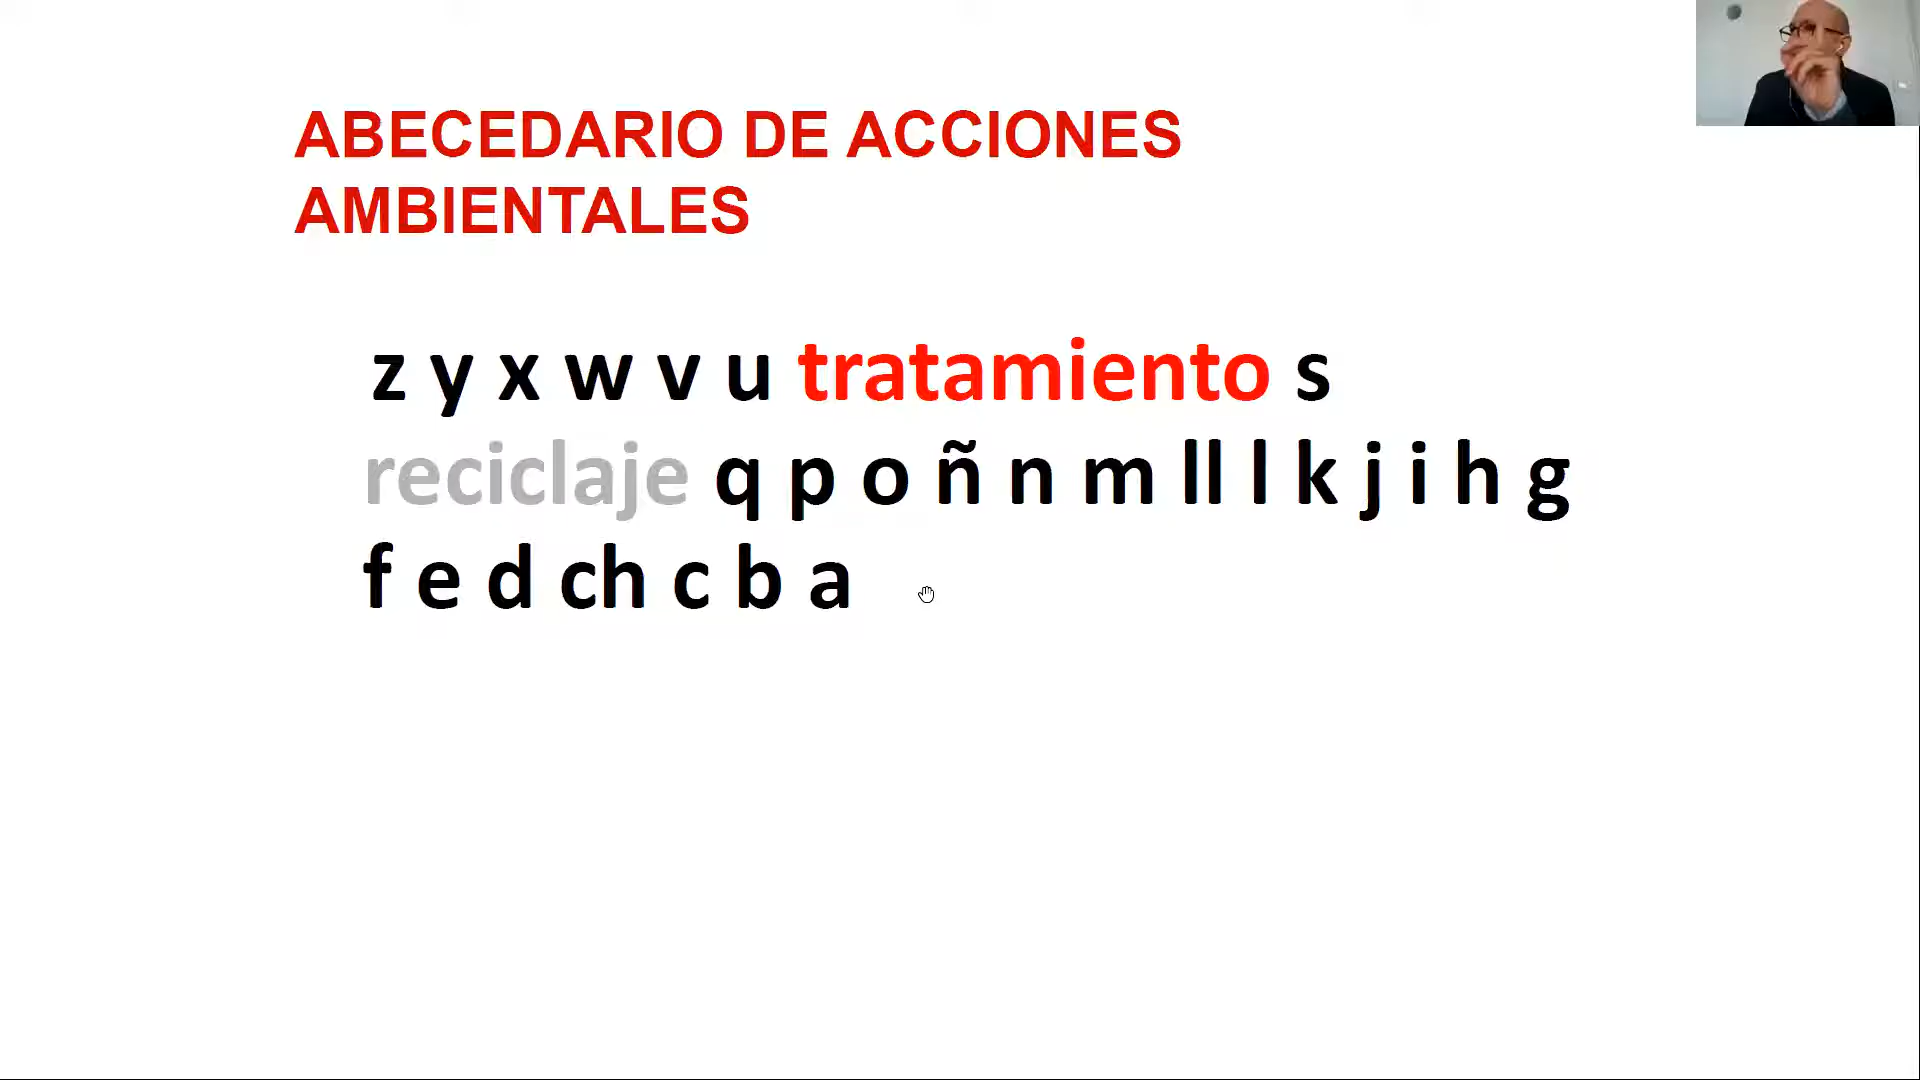 ABECEDARIO DE ACCIONES
AMBIENTALES
z y x w v u tratamiento s
reciclaje q p o ñ n m ll l k j i h g
f e d ch c b a